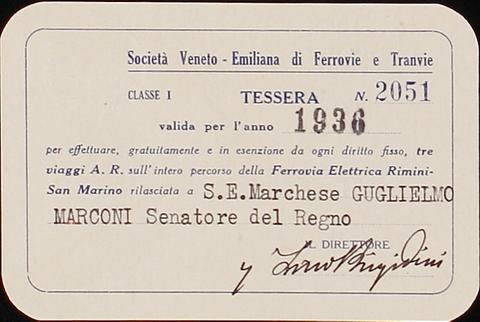 Società Veneto - Emiliana di Ferrovie e Tranvie
CLASSE I TESSERA N. 2051
valida per l'anno 1936
per effettuare, gratuitamente e in esenzione da ogni diritto fisso, tre
viaggi A. R. sull'intero percorso della Ferrovia Elettrica Rimini-
San Marino rilasciata a S.E.Marchese GUGLIELMO
MARCONI Senatore del Regno
IL DIRETTORE